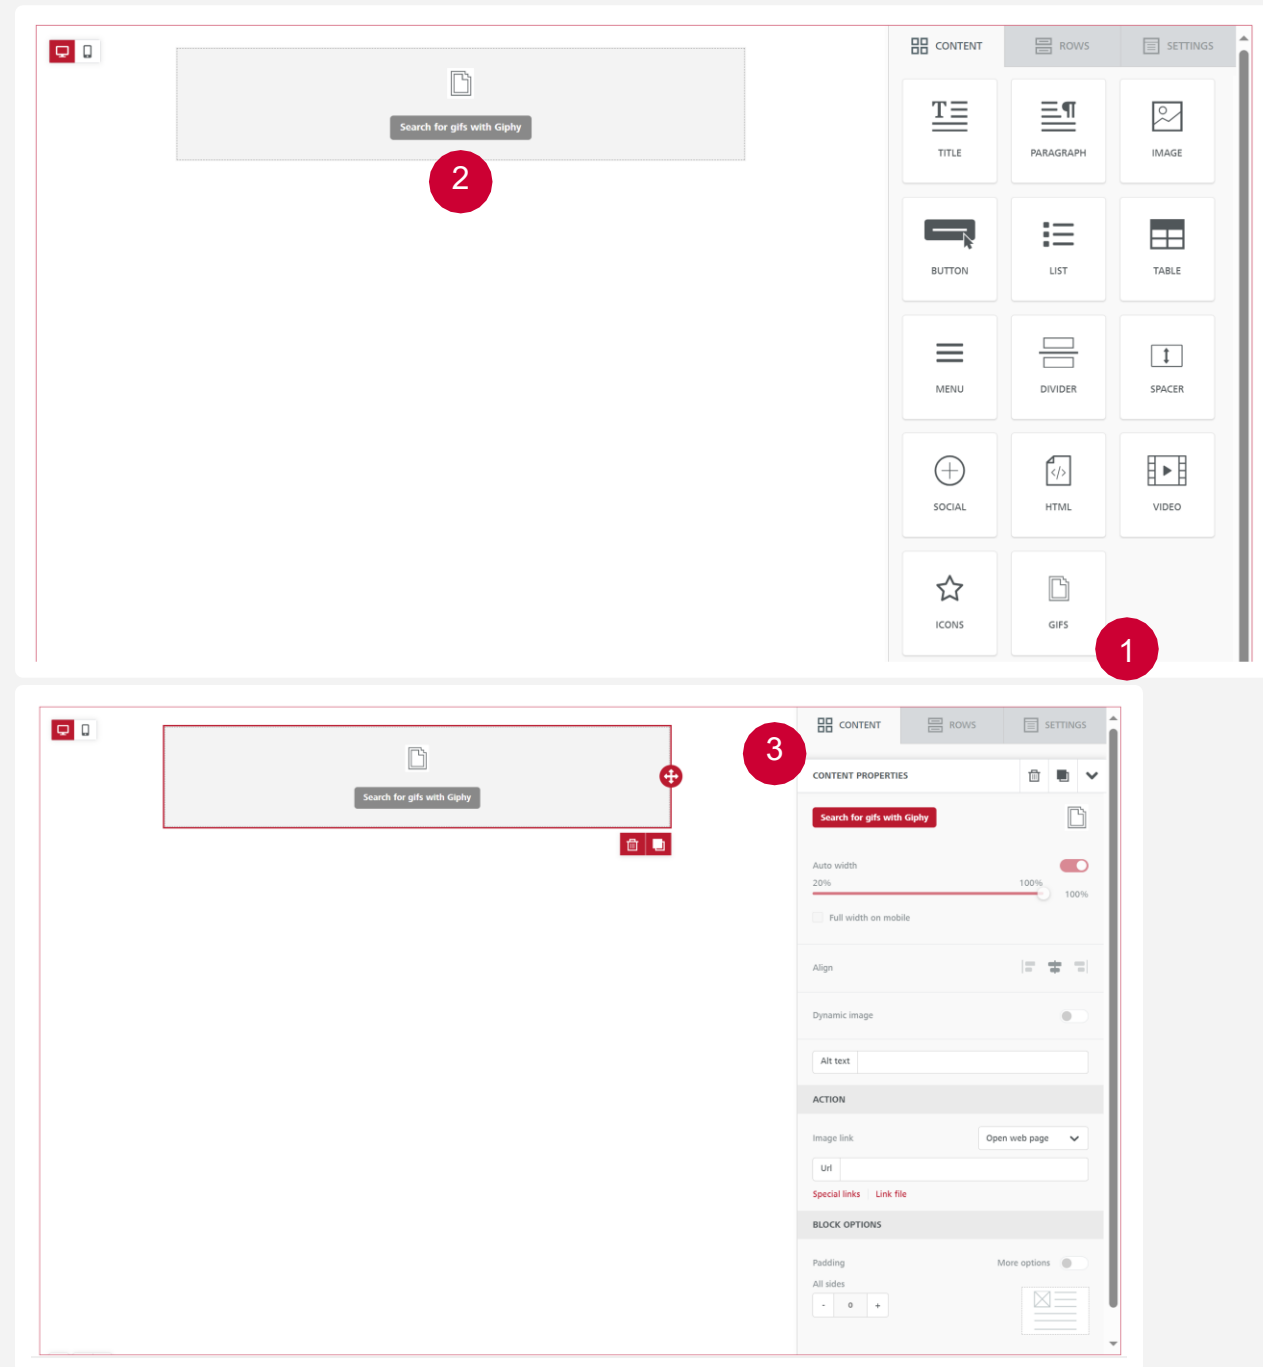 CONTENT
ROWS
SETTINGS
Search for gifs with Giphy
2
TITLE
PARAGRAPH
IMAGE
BUTTON
LIST
TABLE
MENU
DIVIDER
SPACER
SOCIAL
HTML
VIDEO
ICONS
GIFS
1
CONTENT
ROWS
SETTINGS
3
Search for gifs with Giphy
CONTENT PROPERTIES
Search for gifs with Giphy
Auto width
20%
100%
100%
Full width on mobile
Align
Dynamic image
Alt text
ACTION
Image link
Open web page
Url
Special links
Link file
BLOCK OPTIONS
Padding
More options
All sides
- 0 +